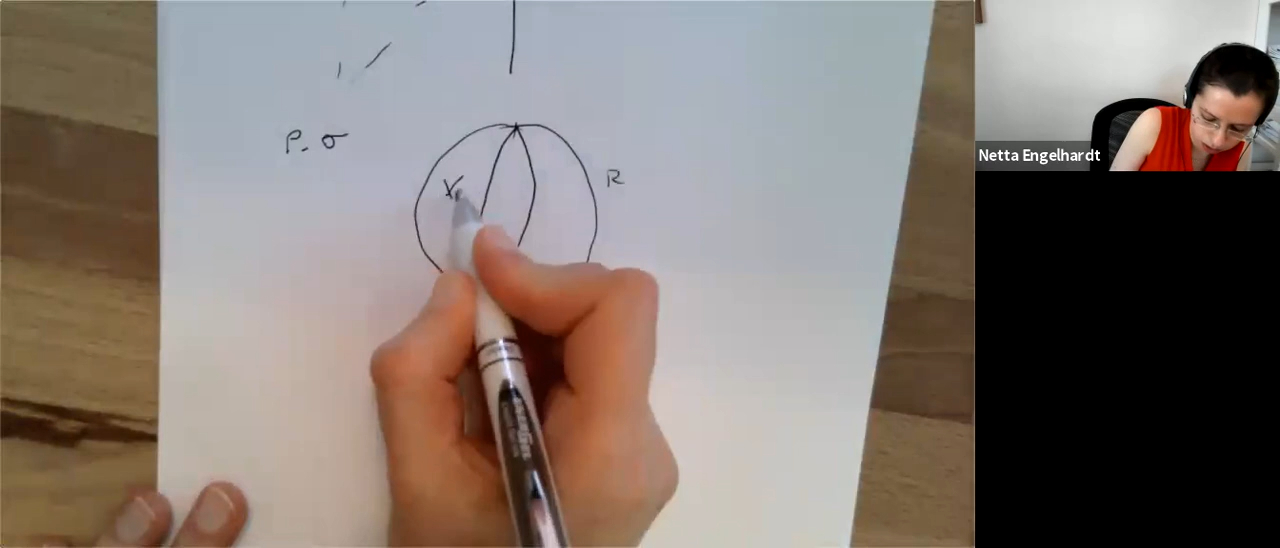 ρ, σ
R
X
Netta Engelhardt